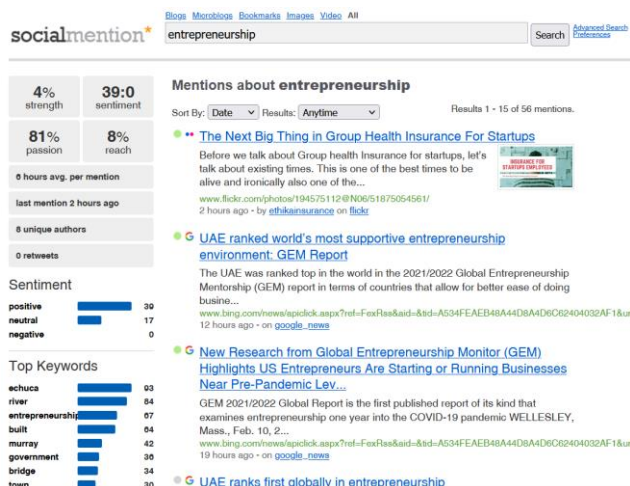 Blogs Microblogs Bookmarks Images Video All
socialmention*
entrepreneurship
Search
Advanced Search
Preferences
4%
strength
39:0
sentiment
81%
passion
8%
reach
6 hours avg. per mention
last mention 2 hours ago
8 unique authors
0 retweets
Sentiment
positive 39
neutral 17
negative 0
Top Keywords
echuca 93
river 84
entrepreneurship 67
built 64
murray 42
government 36
bridge 34
town 30
Mentions about entrepreneurship
Sort By: Date Results: Anytime
Results 1 - 15 of 56 mentions.
The Next Big Thing in Group Health Insurance For Startups
Before we talk about Group health Insurance for startups, let's
talk about existing times. This is one of the best times to be
alive and ironically also one of the...
INSURANCE FOR
STARTUPS EMPLOYEES
www.flickr.com/photos/194575112@N06/51875054561/
2 hours ago - by ethikainsurance on flickr
UAE ranked world's most supportive entrepreneurship
environment: GEM Report
The UAE was ranked top in the world in the 2021/2022 Global Entrepreneurship
Mentorship (GEM) report in terms of countries that allow for better ease of doing
busine...
www.bing.com/news/apiclick.aspx?ref=FexRss&aid=&tid=A534FEAEB48A44D8A4D6C62404032AF1&ur
12 hours ago - on google_news
New Research from Global Entrepreneurship Monitor (GEM)
Highlights US Entrepreneurs Are Starting or Running Businesses
Near Pre-Pandemic Lev...
GEM 2021/2022 Global Report is the first published report of its kind that
examines entrepreneurship one year into the COVID-19 pandemic WELLESLEY,
Mass., Feb. 10, 2...
www.bing.com/news/apiclick.aspx?ref=FexRss&aid=&tid=A534FEAEB48A44D8A4D6C62404032AF1&ur
19 hours ago - on google_news
UAE ranks first globally in entrepreneurship